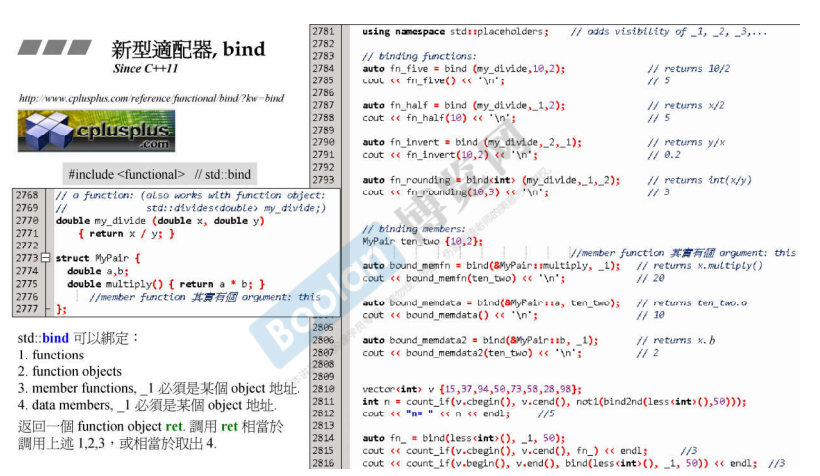 新型適配器, bind
Since C++11
http://www.cplusplus.com/reference/functional/bind/?kw=bind
cplusplus
.com
#include <functional> // std::bind
2768 // a function: (also works with function object:
2769 // std::divides<double> my_divide;)
2770 double my_divide (double x, double y)
2771 { return x / y; }
2772
2773 struct MyPair {
2774 double a,b;
2775 double multiply() { return a * b; }
2776 //member function 其實有個 argument: this
2777 };
std::bind 可以綁定：
1. functions
2. function objects
3. member functions, _1 必須是某個 object 地址.
4. data members, _1 必須是某個 object 地址.
返回一個 function object ret. 調用 ret 相當於
調用上述 1,2,3，或相當於取出 4.
2781 using namespace std::placeholders; // adds visibility of _1, _2, _3,...
2782
2783 // binding functions:
2784 auto fn_five = bind (my_divide,10,2); // returns 10/2
2785 cout << fn_five() << '\n'; // 5
2786
2787 auto fn_half = bind (my_divide,_1,2); // returns x/2
2788 cout << fn_half(10) << '\n'; // 5
2789
2790 auto fn_invert = bind (my_divide,_2,_1); // returns y/x
2791 cout << fn_invert(10,2) << '\n'; // 0.2
2792
2793 auto fn_rounding = bind<int> (my_divide,_1,_2); // returns int(x/y)
cout << fn_rounding(10,3) << '\n'; // 3
// binding members:
MyPair ten_two {10,2};
//member function 其實有個 argument: this
auto bound_memfn = bind(&MyPair::multiply, _1); // returns x.multiply()
cout << bound_memfn(ten_two) << '\n'; // 20
auto bound_memdata = bind(&MyPair::a, ten_two); // returns ten_two.a
cout << bound_memdata() << '\n'; // 10
2805
2806 auto bound_memdata2 = bind(&MyPair::b, _1); // returns x.b
2807 cout << bound_memdata2(ten_two) << '\n'; // 2
2808
2809
2810 vector<int> v {15,37,94,50,73,58,28,98};
2811 int n = count_if(v.cbegin(), v.cend(), not1(bind2nd(less<int>(),50)));
2812 cout << "n= " << n << endl; //5
2813
2814 auto fn_ = bind(less<int>(), _1, 50);
2815 cout << count_if(v.cbegin(), v.cend(), fn_) << endl; //3
2816 cout << count_if(v.begin(), v.end(), bind(less<int>(), _1, 50)) << endl; //3
Boolan 博览网